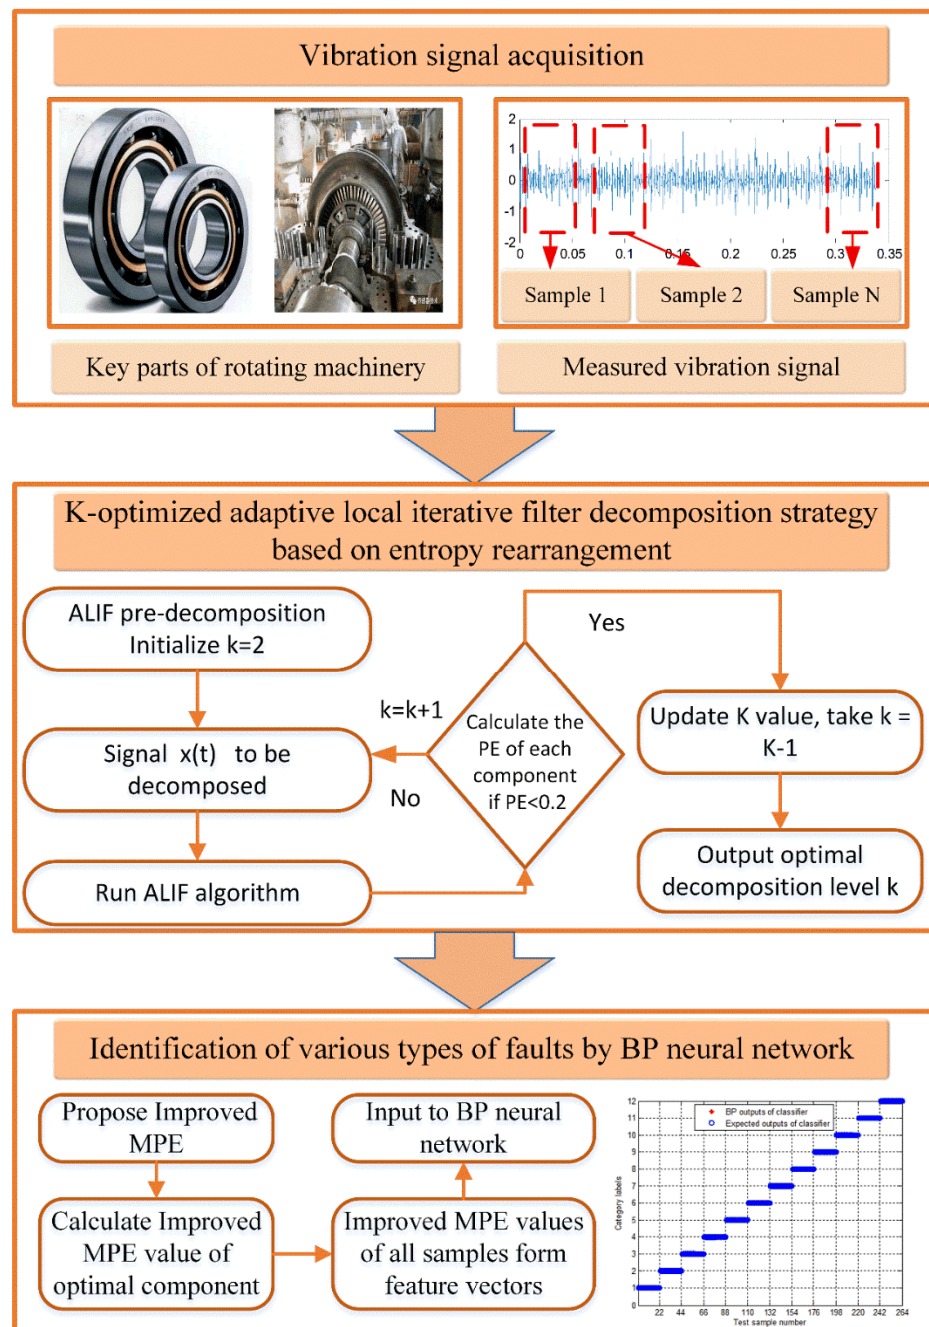 Vibration signal acquisition
2
1
0
-1
-2
0
0.05
0.1
0.15
0.2
0.25
0.3
0.35
Sample 1
Sample 2
Sample N
Key parts of rotating machinery
Measured vibration signal
K-optimized adaptive local iterative filter decomposition strategy
based on entropy rearrangement
ALIF pre-decomposition
Initialize k=2
Signal x(t) to be
decomposed
Run ALIF algorithm
k=k+1
No
Calculate the
PE of each
component
if PE<0.2
Yes
Update K value, take k =
K-1
Output optimal
decomposition level k
Identification of various types of faults by BP neural network
Propose Improved
MPE
Calculate Improved
MPE value of
optimal component
Improved MPE values
of all samples form
feature vectors
Input to BP neural
network
BP outputs of classifier
Expected outputs of classifier
Category labels
12
11
10
9
8
7
6
5
4
3
2
1
0
22
44
66
88
110
132
154
176
198
220
242
264
Test sample number